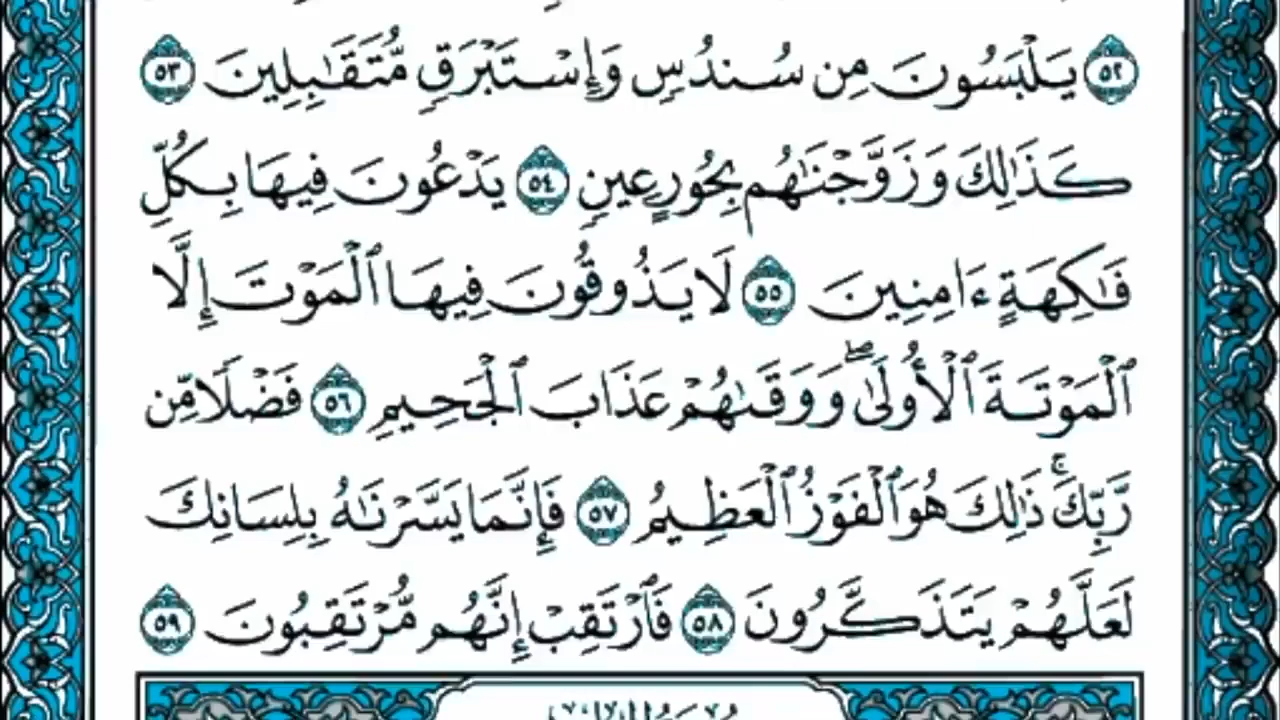 ٥٢ يَلْبَسُونَ مِن سُندُسٍ وَإِسْتَبْرَقٍ مُّتَقَٰبِلِينَ ٥٣
كَذَٰلِكَ وَزَوَّجْنَٰهُم بِحُورٍ عِينٍ ٥٤ يَدْعُونَ فِيهَا بِكُلِّ
فَٰكِهَةٍ ءَامِنِينَ ٥٥ لَا يَذُوقُونَ فِيهَا ٱلْمَوْتَ إِلَّا
ٱلْمَوْتَةَ ٱلْأُولَىٰۖ وَوَقَىٰهُمْ عَذَابَ ٱلْجَحِيمِ ٥٦ فَضْلًا مِّن
رَّبِّكَۚ ذَٰلِكَ هُوَ ٱلْفَوْزُ ٱلْعَظِيمُ ٥٧ فَإِنَّمَا يَسَّرْنَٰهُ بِلِسَانِكَ
لَعَلَّهُمْ يَتَذَكَّرُونَ ٥٨ فَٱرْتَقِبْ إِنَّهُم مُّرْتَقِبُونَ ٥٩